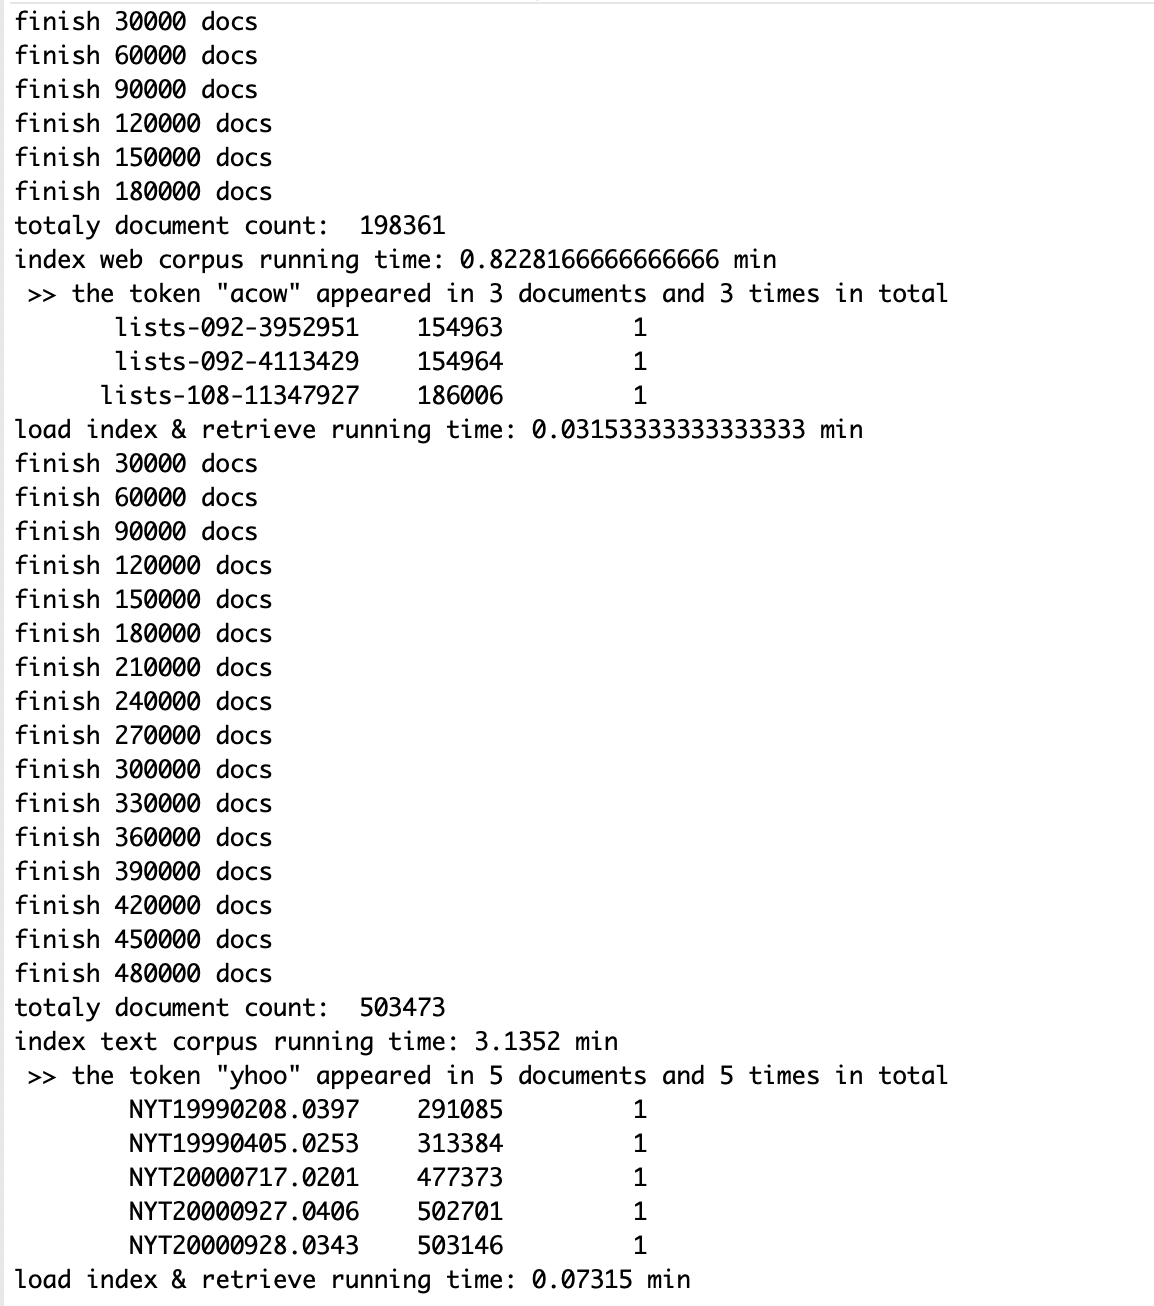 finish 30000 docs
finish 60000 docs
finish 90000 docs
finish 120000 docs
finish 150000 docs
finish 180000 docs
totaly document count:  198361
index web corpus running time: 0.8228166666666666 min
 >> the token "acow" appeared in 3 documents and 3 times in total
       lists-092-3952951    154963         1
       lists-092-4113429    154964         1
      lists-108-11347927    186006         1
load index & retrieve running time: 0.03153333333333333 min
finish 30000 docs
finish 60000 docs
finish 90000 docs
finish 120000 docs
finish 150000 docs
finish 180000 docs
finish 210000 docs
finish 240000 docs
finish 270000 docs
finish 300000 docs
finish 330000 docs
finish 360000 docs
finish 390000 docs
finish 420000 docs
finish 450000 docs
finish 480000 docs
totaly document count:  503473
index text corpus running time: 3.1352 min
 >> the token "yhoo" appeared in 5 documents and 5 times in total
        NYT19990208.0397    291085         1
        NYT19990405.0253    313384         1
        NYT20000717.0201    477373         1
        NYT20000927.0406    502701         1
        NYT20000928.0343    503146         1
load index & retrieve running time: 0.07315 min